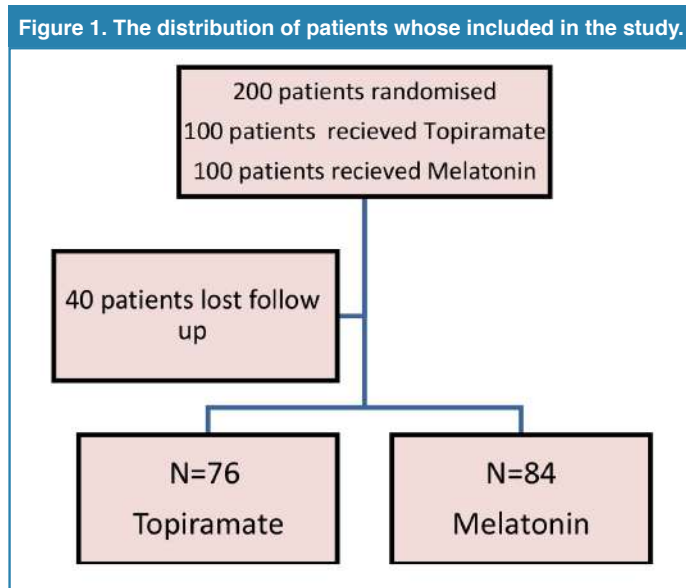 Figure 1. The distribution of patients whose included in the study.
200 patients randomised
100 patients recieved Topiramate
100 patients recieved Melatonin
40 patients lost follow
up
N=76
Topiramate
N=84
Melatonin